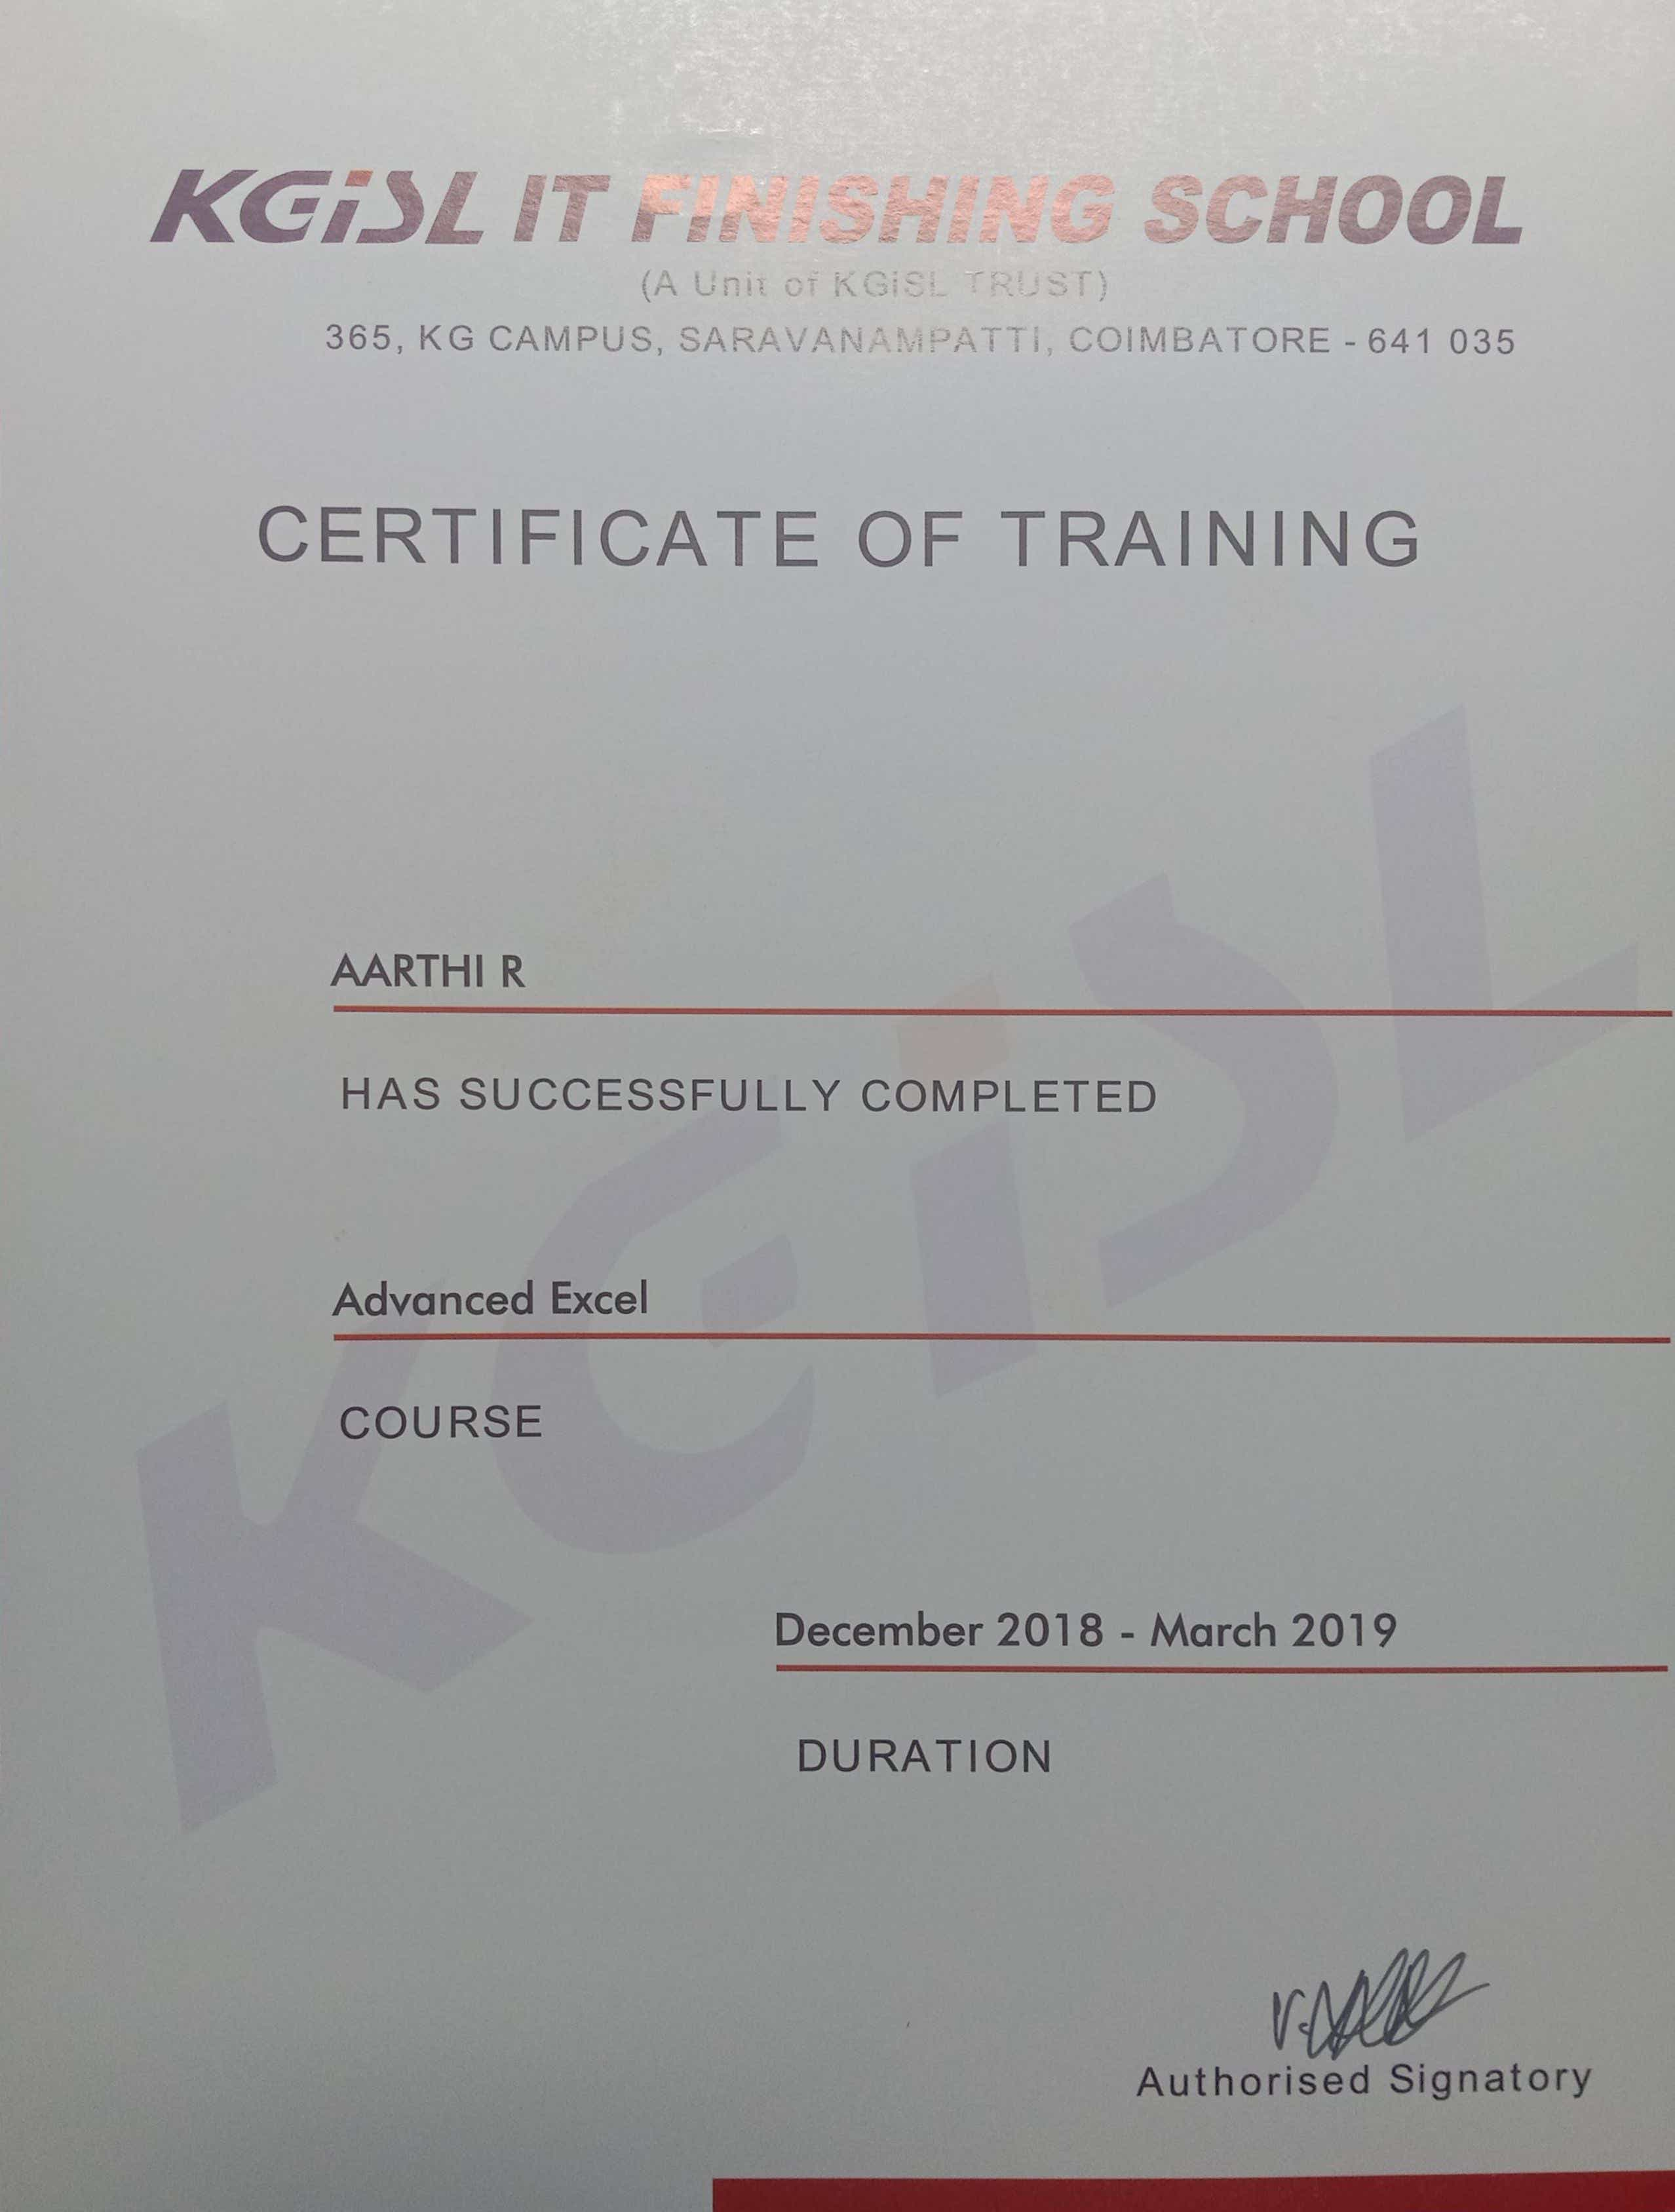 KGiSL IT FINISHING SCHOOL
(A Unit of KGiSL TRUST)
365, KG CAMPUS, SARAVANAMPATTI, COIMBATORE - 641 035
CERTIFICATE OF TRAINING
AARTHI R
HAS SUCCESSFULLY COMPLETED
Advanced Excel
COURSE
December 2018 - March 2019
DURATION
Authorised Signatory
KGiSL